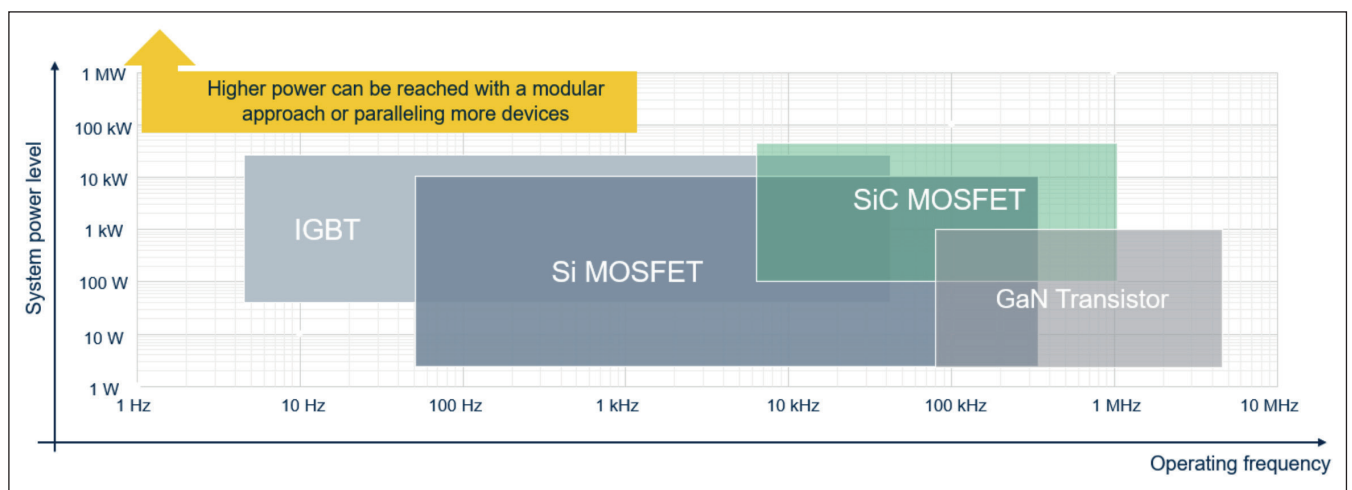 Higher power can be reached with a modular
approach or paralleling more devices
System power level
1 MW
100 kW
10 kW
1 kW
100 W
10 W
1 W
IGBT
Si MOSFET
SiC MOSFET
GaN Transistor
1 Hz
10 Hz
100 Hz
1 kHz
10 kHz
100 kHz
1 MHz
10 MHz
Operating frequency